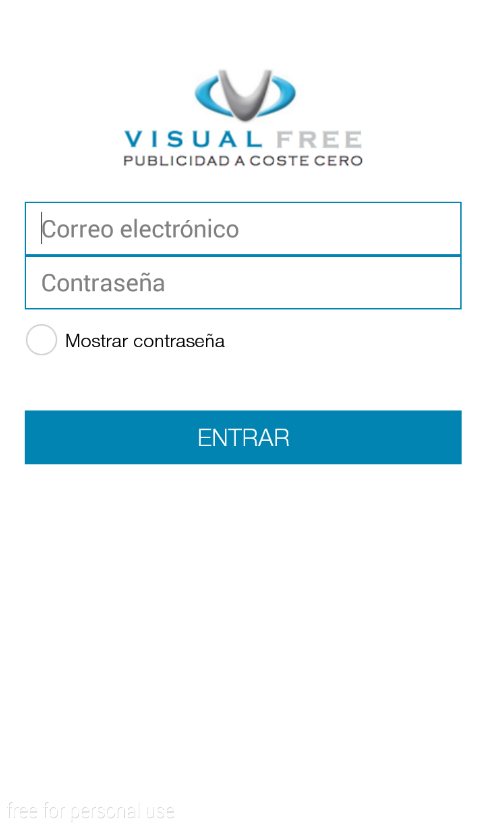 VISUAL FREE
PUBLICIDAD A COSTE CERO
Correo electrónico
Contraseña
Mostrar contraseña
ENTRAR
free for personal use